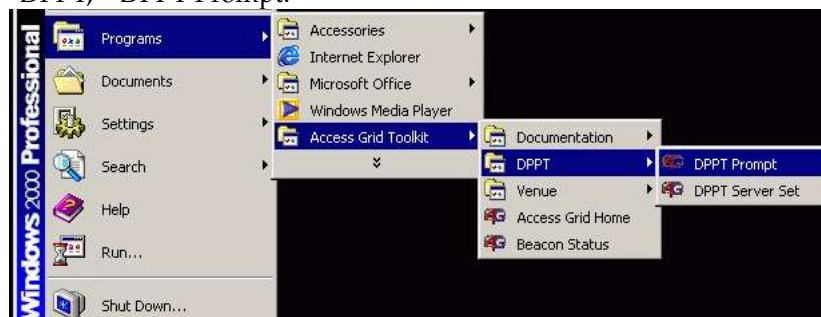 DPPT, DPPT Prompt.
Windows 2000 Professional
Programs
Documents
Settings
Search
Help
Run...
Shut Down...
Accessories
Internet Explorer
Microsoft Office
Windows Media Player
Access Grid Toolkit
Documentation
DPPT
Venue
Access Grid Home
Beacon Status
DPPT Prompt
DPPT Server Set